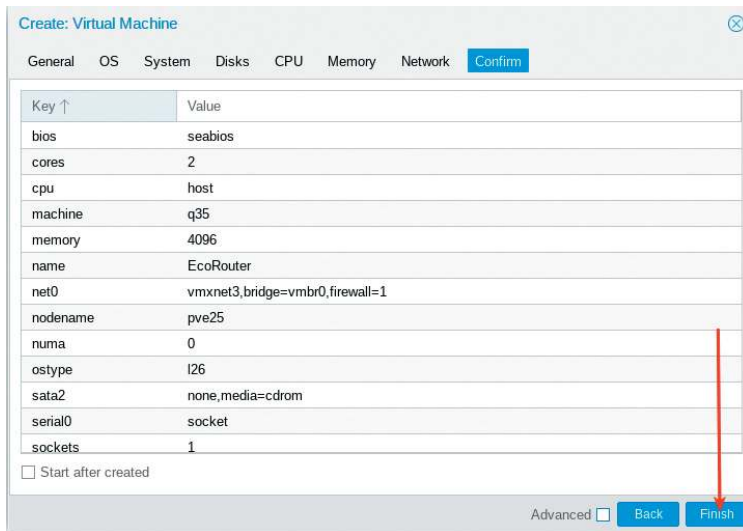 Create: Virtual Machine
General OS System Disks CPU Memory Network Confirm
Key Value
bios seabios
cores 2
cpu host
machine q35
memory 4096
name EcoRouter
net0 vmxnet3,bridge=vmbr0,firewall=1
nodename pve25
numa 0
ostype l26
sata2 none,media=cdrom
serial0 socket
sockets 1
Start after created
Advanced Back Finish